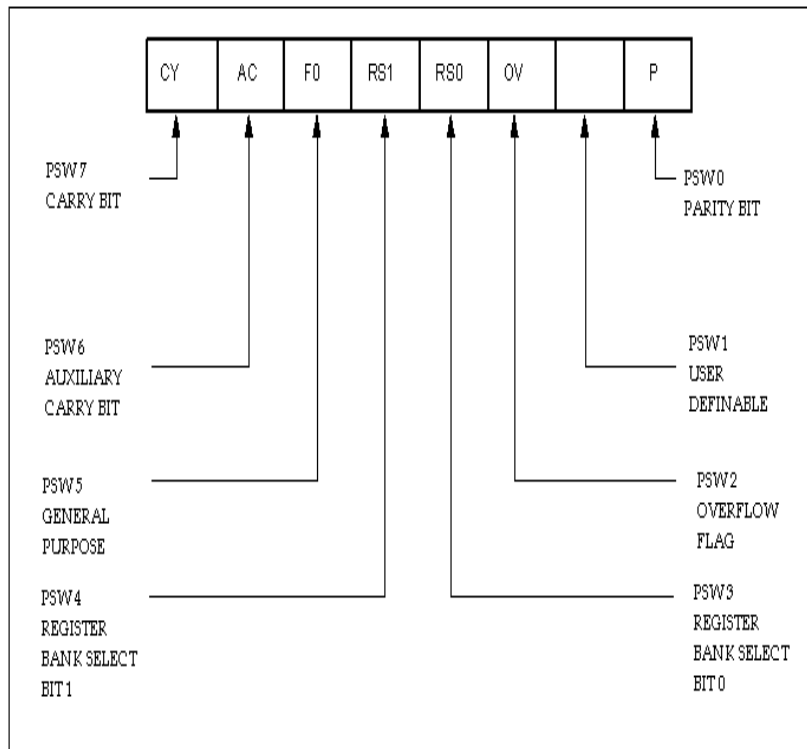 CY AC F0 RS1 RS0 OV P
PSW7
CARRY BIT
PSW0
PARITY BIT
PSW6
AUXILIARY
CARRY BIT
PSW1
USER
DEFINABLE
PSW5
GENERAL
PURPOSE
PSW2
OVERFLOW
FLAG
PSW4
REGISTER
BANK SELECT
BIT 1
PSW3
REGISTER
BANK SELECT
BIT 0